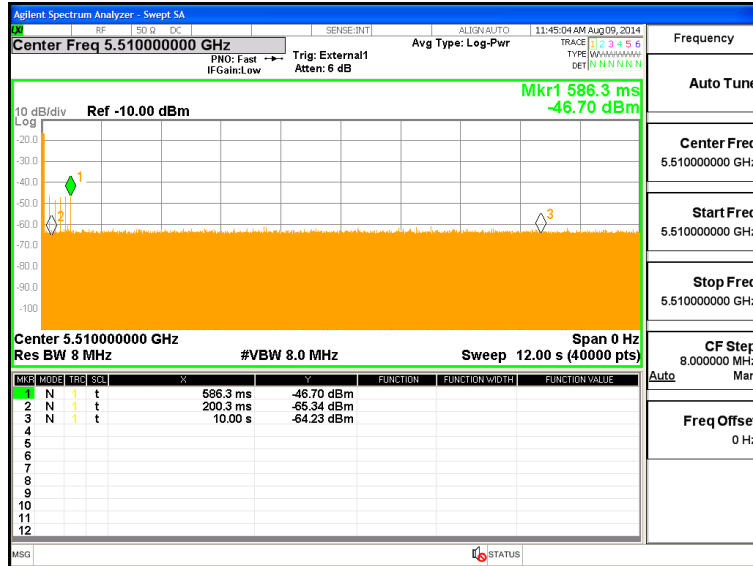 Agilent Spectrum Analyzer - Swept SA
LXI RF 50 Ω DC SENSE:INT ALIGNAUTO 11:45:04 AM Aug 09, 2014
Center Freq 5.510000000 GHz
PNO: Fast
IFGain:Low
Trig: External1
Atten: 6 dB
Avg Type: Log-Pwr
TRACE 1 2 3 4 5 6
TYPE W
DET N N N N N N
Mkr1 586.3 ms
-46.70 dBm
10 dB/div Ref -10.00 dBm
Log
-20.0
-30.0
-40.0
-50.0
-60.0
-70.0
-80.0
-90.0
-100
1
2
3
Center 5.510000000 GHz Span 0 Hz
Res BW 8 MHz #VBW 8.0 MHz Sweep 12.00 s (40000 pts)
MKR MODE TRC SCL X Y FUNCTION FUNCTION WIDTH FUNCTION VALUE
1 N 1 t 586.3 ms -46.70 dBm
2 N 1 t 200.3 ms -65.34 dBm
3 N 1 t 10.00 s -64.23 dBm
4
5
6
7
8
9
10
11
12
MSG STATUS
Frequency
Auto Tune
Center Freq
5.510000000 GHz
Start Freq
5.510000000 GHz
Stop Freq
5.510000000 GHz
CF Step
8.000000 MHz
Auto Man
Freq Offset
0 Hz